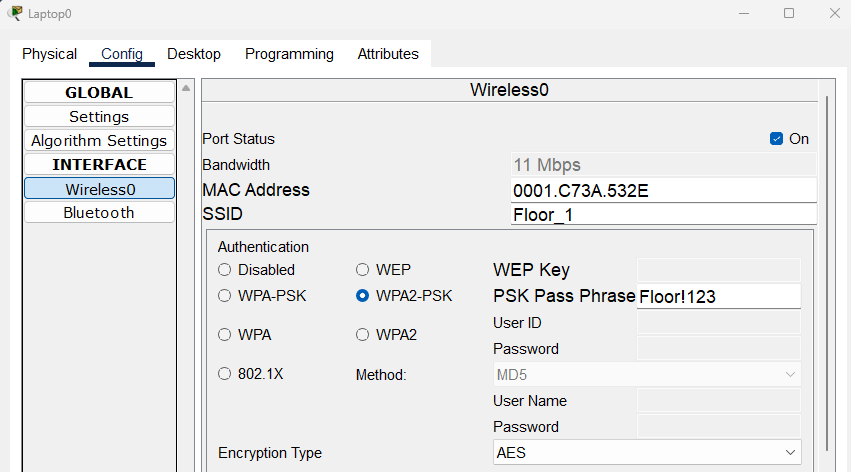 Laptop0
Physical Config Desktop Programming Attributes
GLOBAL
Settings
Algorithm Settings
INTERFACE
Wireless0
Bluetooth
Wireless0
Port Status On
Bandwidth 11 Mbps
MAC Address 0001.C73A.532E
SSID Floor_1
Authentication
Disabled WEP WEP Key
WPA-PSK WPA2-PSK PSK Pass Phrase Floor!123
User ID
WPA WPA2
Password
802.1X Method: MD5
User Name
Password
Encryption Type AES